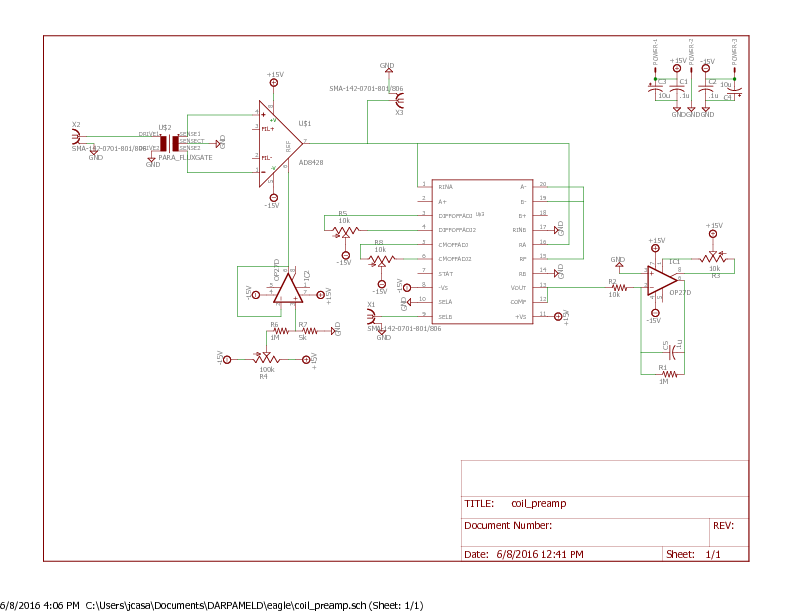 POWER-1
POWER-2
POWER-3
+15V
-15V
C3
10u
C1
.1u
C2
.1u
10u
C4
GND
GND
GND
GND
SMA-142-0701-801/806
X3
+15V
U$1
AD8428
REF
FIL+
FIL-
+V
-V
-15V
X2
SMA-142-0701-801/806
GND
U$2
DRIVE1
DRIVE2
SENSE1
SENSECT
SENSE2
GND
PARA_FLUXGATE
GND
1 RINA
2 A+
3 DIFFOFFADJ
4 DIFFOFFADJ2
5 CMOFFADJ
6 CMOFFADJ2
7 STAT
8 -VS
10 SELA
9 SELB
A- 20
B- 19
B+ 18
RINB 17
RA 16
RF 15
RB 14
VOUT 13
COMP 12
+VS 11
GND
GND
+15V
R5
-15V
R8
-15V
-15V
GND
X1
SMA-142-0701-801/806
GND
OP27D
IC2
-15V
+15V
R6
1M
R7
5k
GND
-15V
100k
R4
+15V
R2
10k
GND
+15V
IC1
OP27D
-15V
+15V
10k
R3
C5
.1u
R1
1M
TITLE: coil_preamp
Document Number:
REV:
Date: 6/8/2016 12:41 PM
Sheet: 1/1
6/8/2016 4:06 PM C:\Users\jcasa\Documents\DARPAMELD\eagle\coil_preamp.sch (Sheet: 1/1)